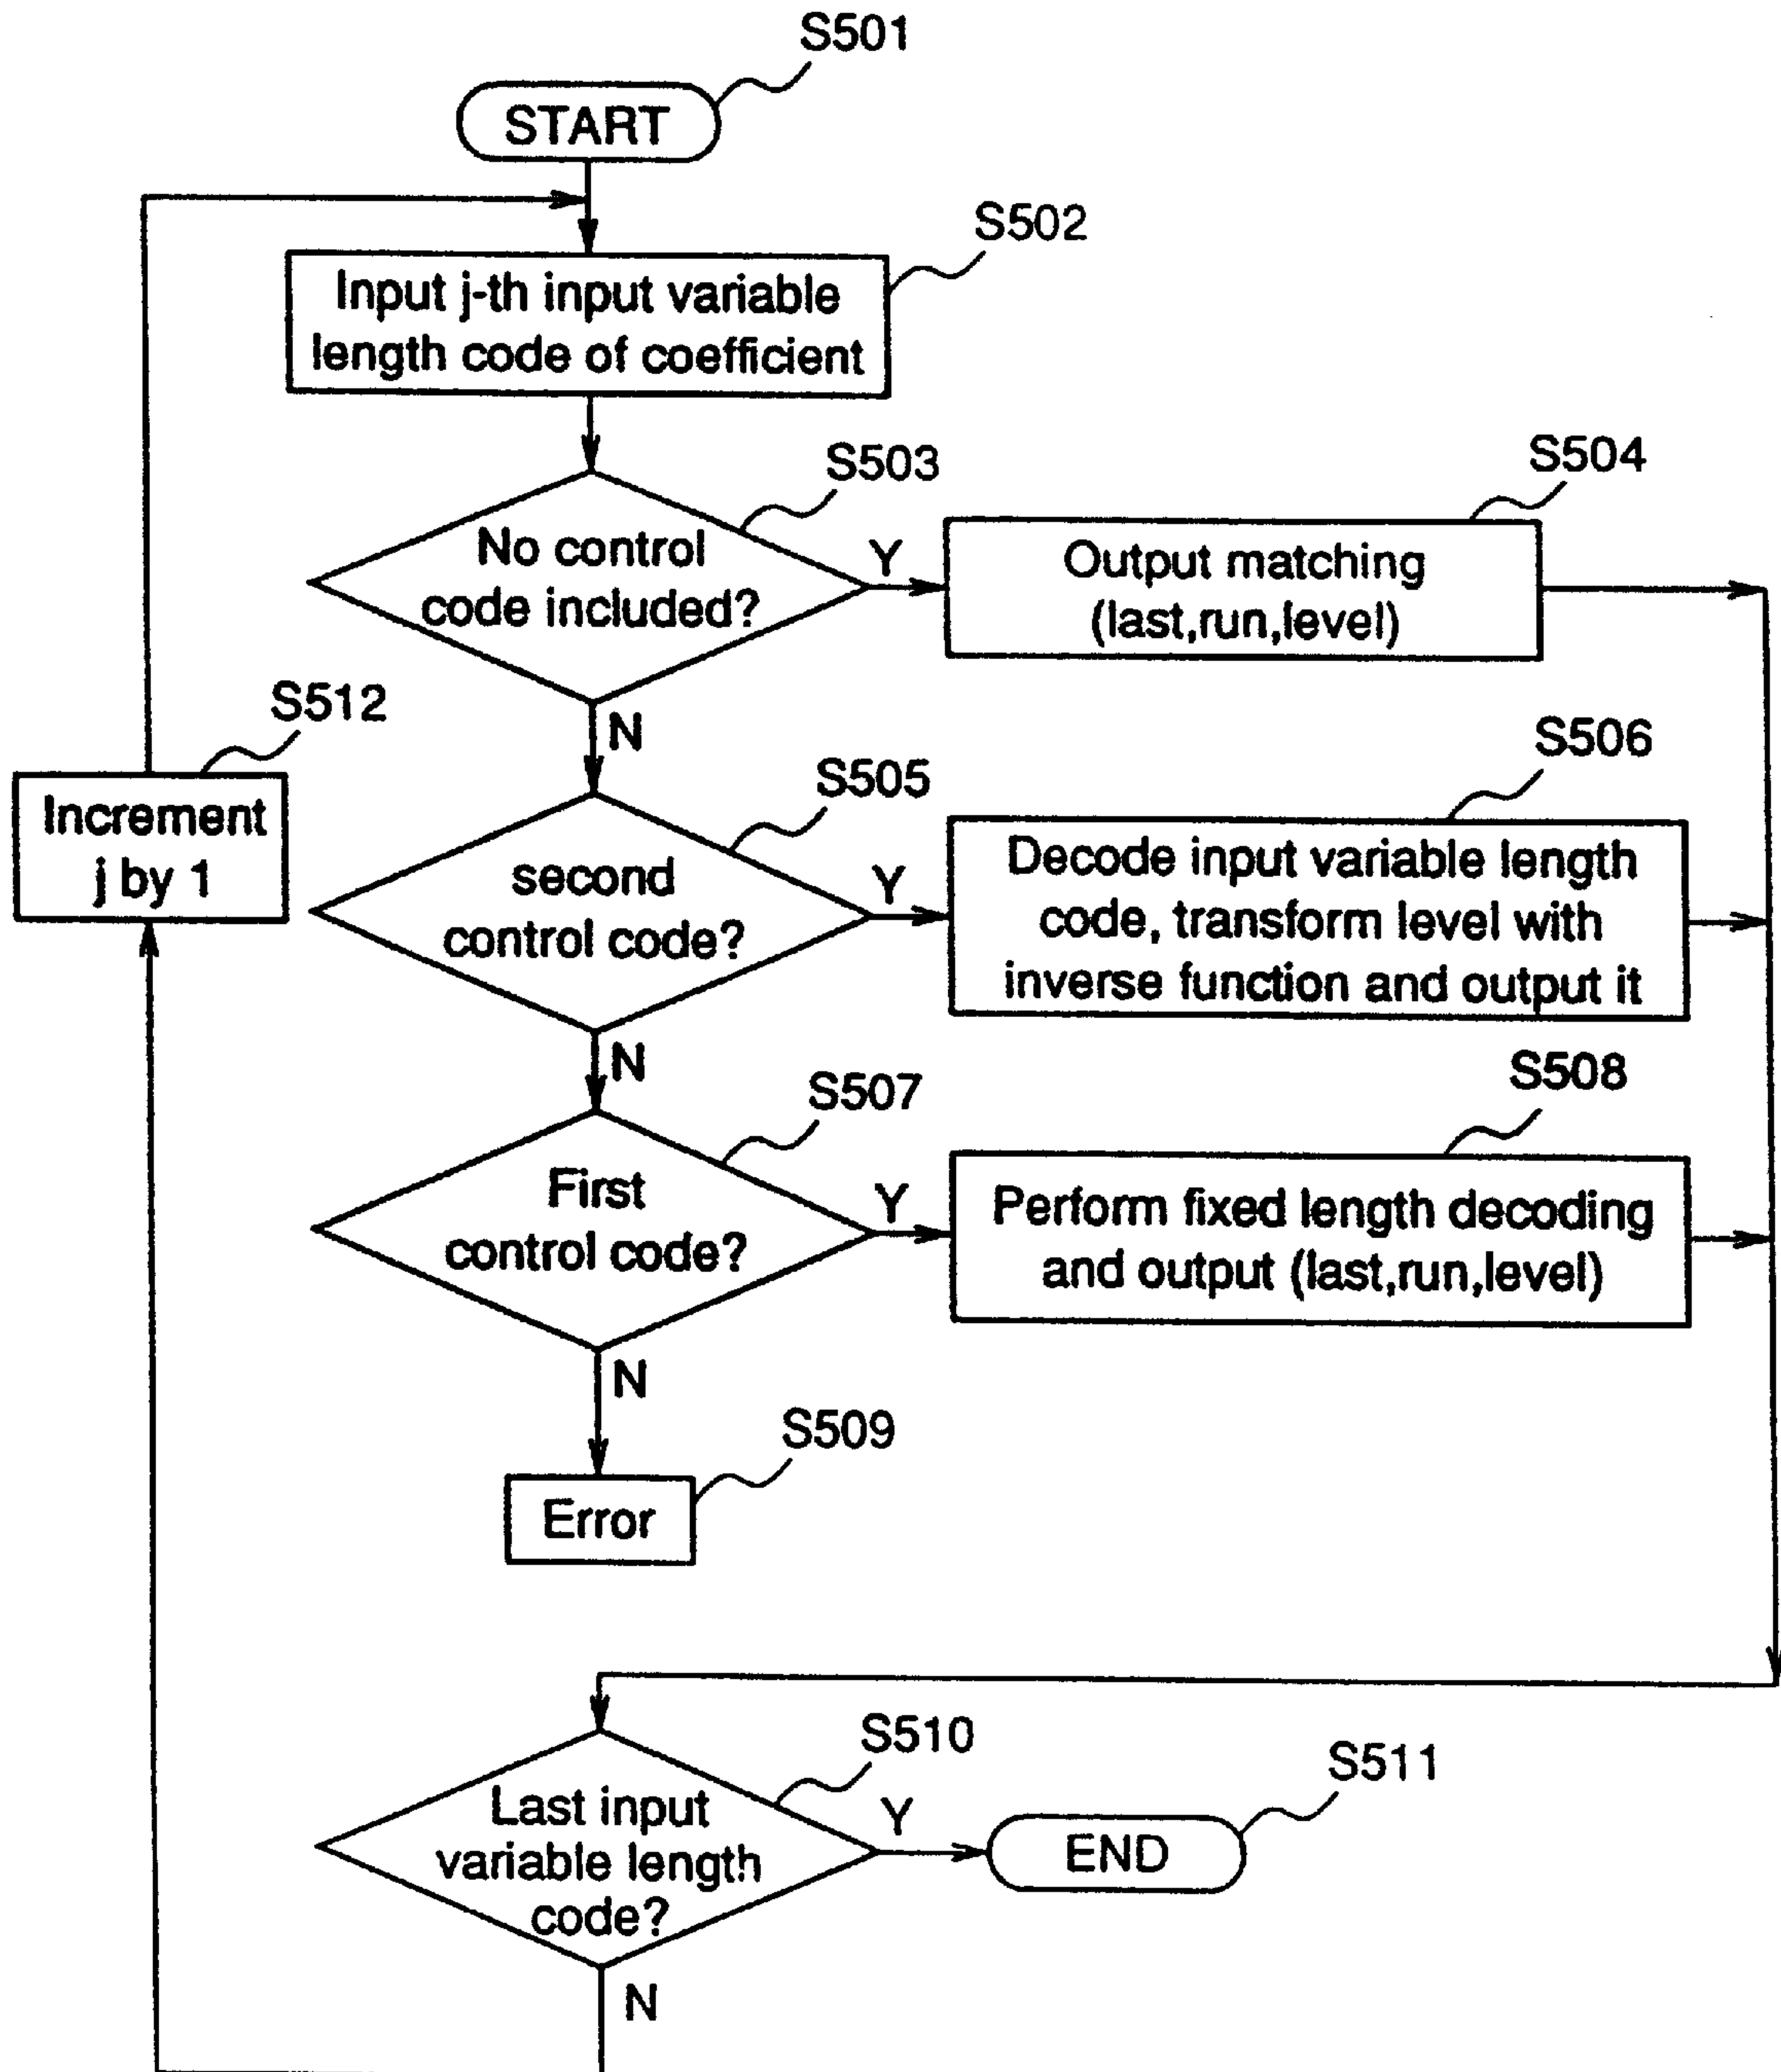 S501
START
S502
Input j-th input variable
length code of coefficient
S503
No control
code included?
Y
S504
Output matching
(last,run,level)
N
S512
Increment
j by 1
S505
second
control code?
Y
S506
Decode input variable length
code, transform level with
inverse function and output it
N
S507
First
control code?
Y
S508
Perform fixed length decoding
and output (last,run,level)
N
S509
Error
S510
Last input
variable length
code?
Y
S511
END
N